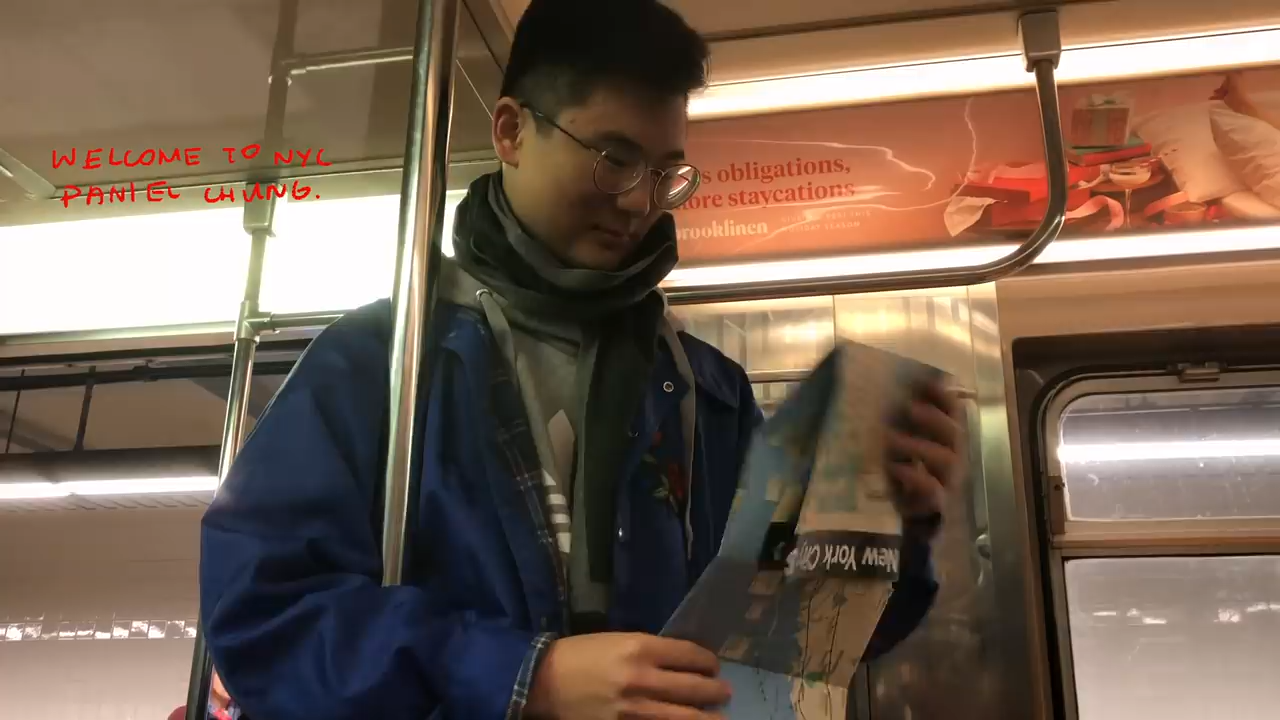 WELCOME TO NYC
DANIEL CHUNG.
s obligations,
ore staycations
brooklinen
New York City